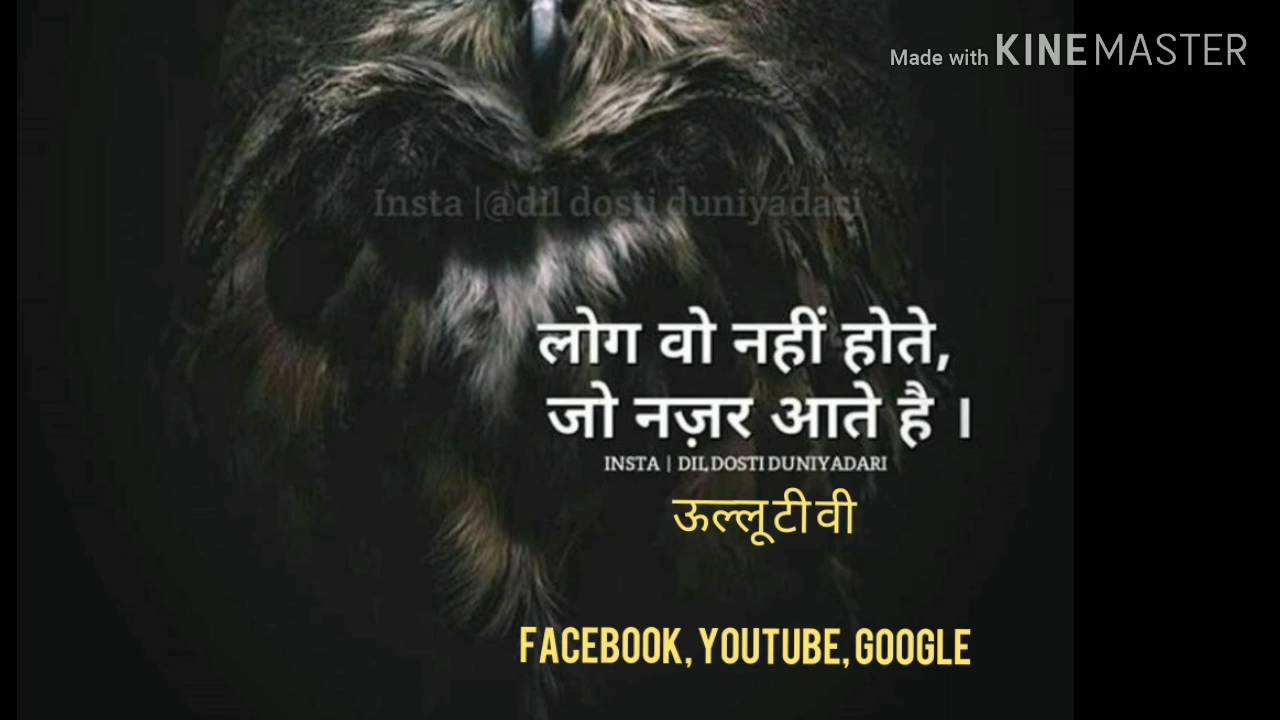 Made with KINEMASTER
Insta |@dil dosti duniyadari
लोग वो नहीं होते,
जो नज़र आते है ।
INSTA | DIL DOSTI DUNIYADARI
ऊल्लू टी वी
FACEBOOK, YOUTUBE, GOOGLE